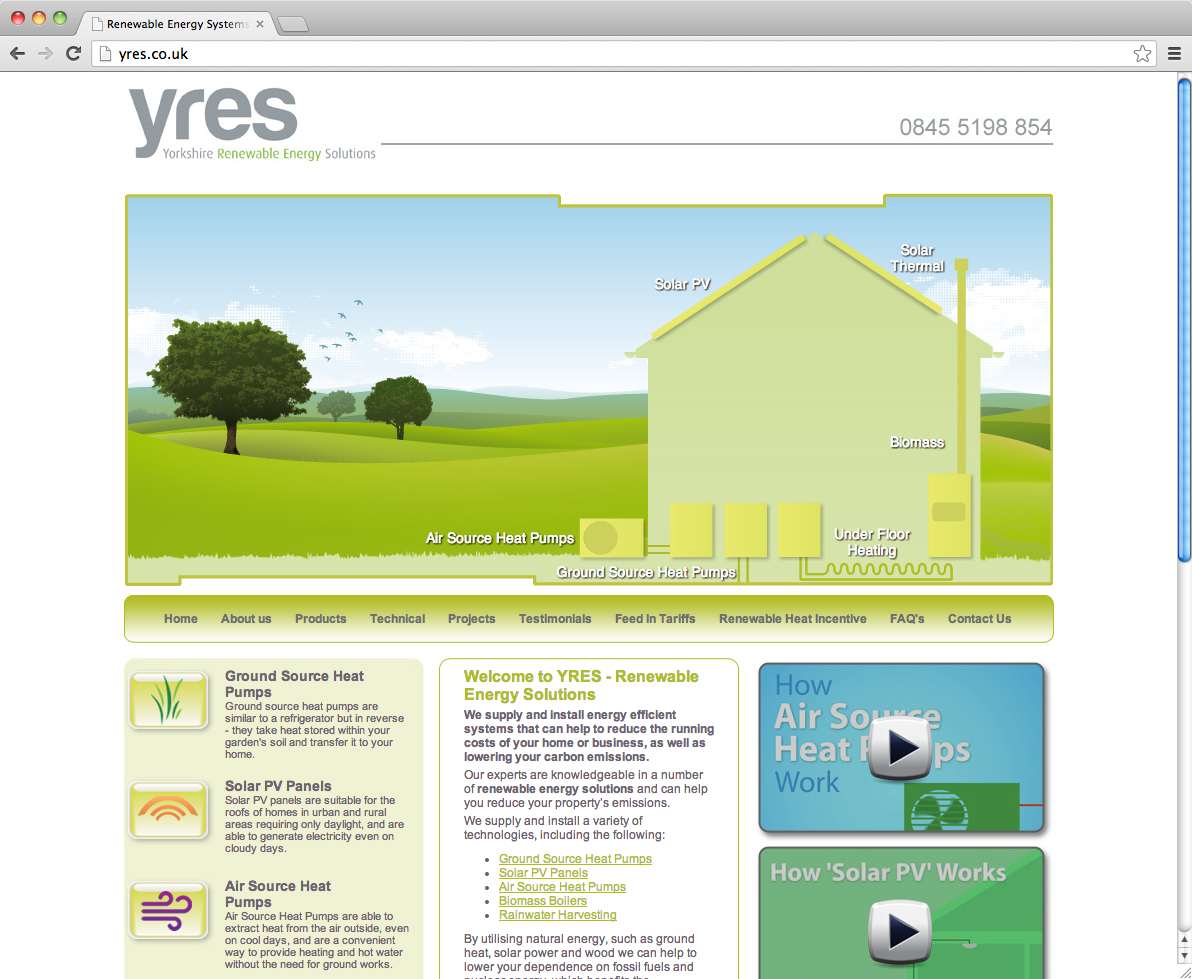 Renewable Energy Systems
yres.co.uk
yres
Yorkshire Renewable Energy Solutions
0845 5198 854
Solar PV
Solar
Thermal
Biomass
Air Source Heat Pumps
Under Floor
Heating
Ground Source Heat Pumps
Home About us Products Technical Projects Testimonials Feed In Tariffs Renewable Heat Incentive FAQ's Contact Us
Ground Source Heat
Pumps
Ground source heat pumps are
similar to a refrigerator but in reverse
- they take heat stored within your
garden's soil and transfer it to your
home.
Solar PV Panels
Solar PV panels are suitable for the
roofs of homes in urban and rural
areas requiring only daylight, and are
able to generate electricity even on
cloudy days.
Air Source Heat
Pumps
Air Source Heat Pumps are able to
extract heat from the air outside, even
on cool days, and are a convenient
way to provide heating and hot water
without the need for ground works.
Welcome to YRES - Renewable
Energy Solutions
We supply and install energy efficient
systems that can help to reduce the running
costs of your home or business, as well as
lowering your carbon emissions.
Our experts are knowledgeable in a number
of renewable energy solutions and can help
you reduce your property's emissions.
We supply and install a variety of
technologies, including the following:
• Ground Source Heat Pumps
• Solar PV Panels
• Air Source Heat Pumps
• Biomass Boilers
• Rainwater Harvesting
By utilising natural energy, such as ground
heat, solar power and wood we can help to
lower your dependence on fossil fuels and
How
Air Source
Heat Pumps
Work
How 'Solar PV' Works